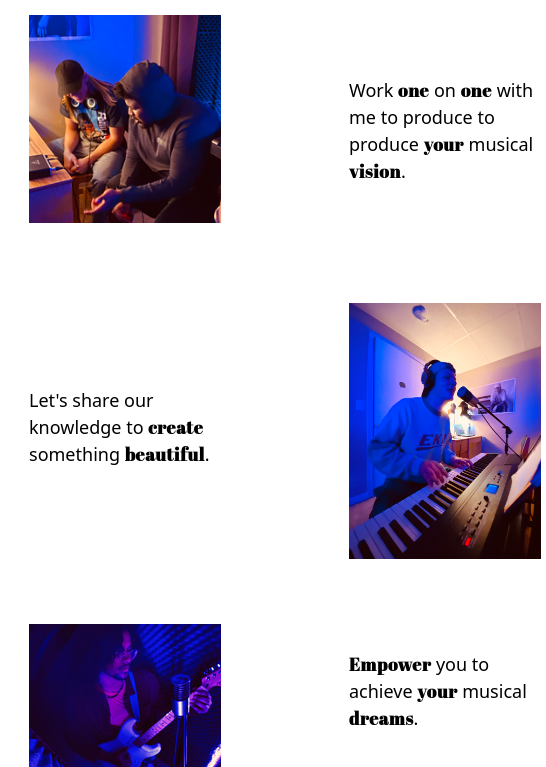 Work one on one with
me to produce to
produce your musical
vision.
Let's share our
knowledge to create
something beautiful.
Empower you to
achieve your musical
dreams.